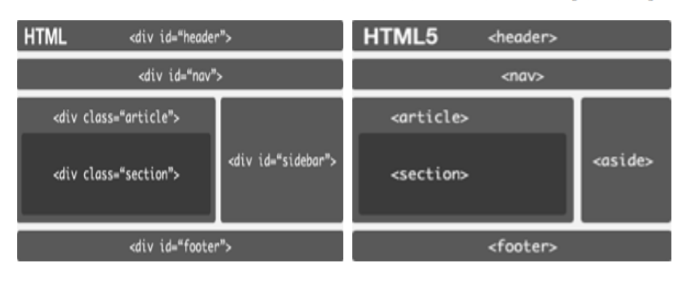 HTML <div id="header">
<div id="nav">
<div class="article">
<div class="section">
<div id="sidebar">
<div id="footer">
HTML5 <header>
<nav>
<article>
<section>
<aside>
<footer>